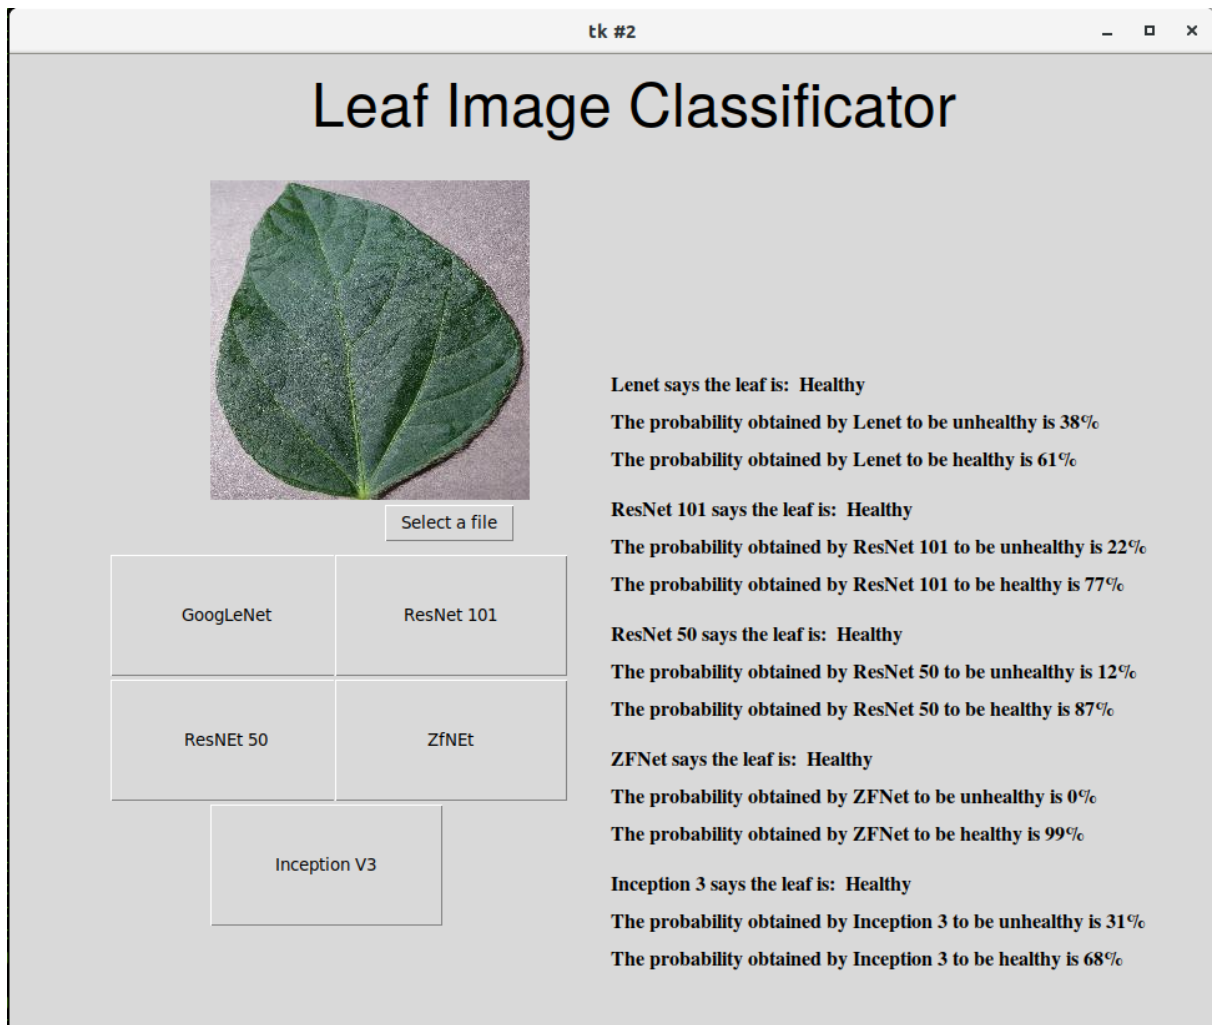 tk #2
Leaf Image Classificator
Select a file
GoogLeNet
ResNet 101
ResNEt 50
ZfNEt
Inception V3
Lenet says the leaf is:  Healthy
The probability obtained by Lenet to be unhealthy is 38%
The probability obtained by Lenet to be healthy is 61%
ResNet 101 says the leaf is:  Healthy
The probability obtained by ResNet 101 to be unhealthy is 22%
The probability obtained by ResNet 101 to be healthy is 77%
ResNet 50 says the leaf is:  Healthy
The probability obtained by ResNet 50 to be unhealthy is 12%
The probability obtained by ResNet 50 to be healthy is 87%
ZFNet says the leaf is:  Healthy
The probability obtained by ZFNet to be unhealthy is 0%
The probability obtained by ZFNet to be healthy is 99%
Inception 3 says the leaf is:  Healthy
The probability obtained by Inception 3 to be unhealthy is 31%
The probability obtained by Inception 3 to be healthy is 68%